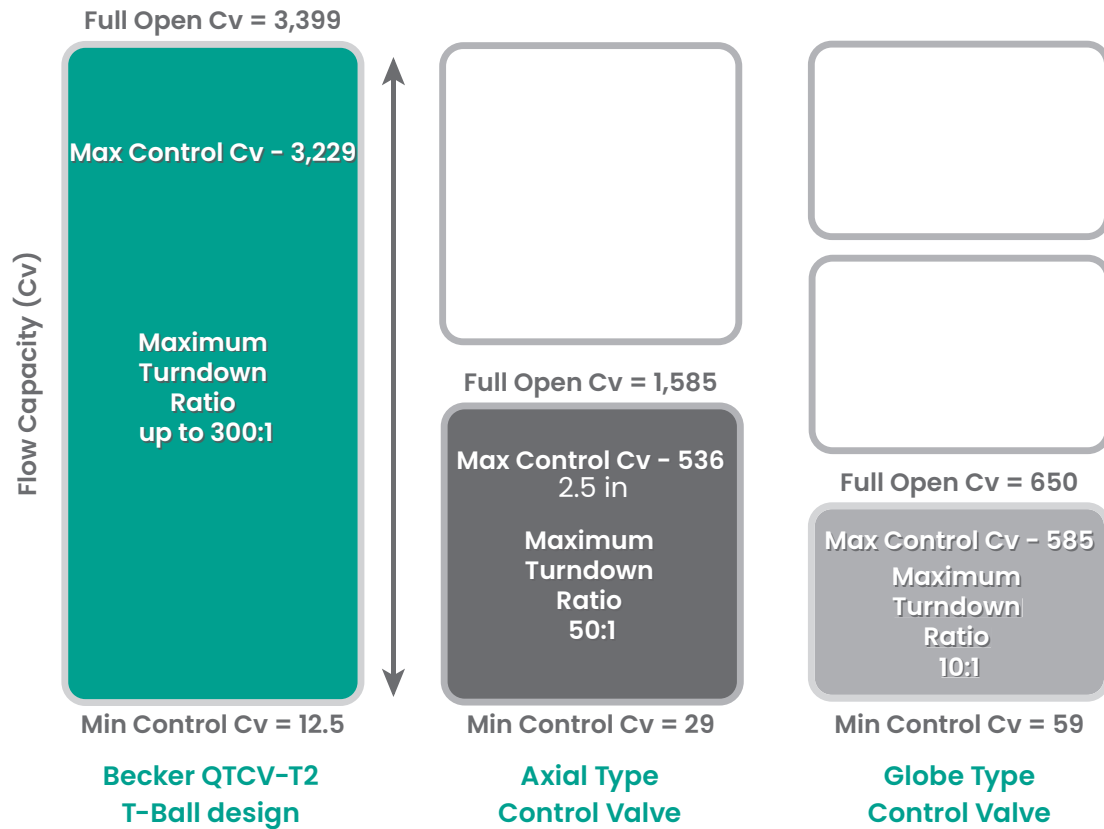 Full Open Cv = 3,399
Flow Capacity (Cv)
Max Control Cv - 3,229
Maximum
Turndown
Ratio
up to 300:1
Min Control Cv = 12.5
Becker QTCV-T2
T-Ball design
Full Open Cv = 1,585
Max Control Cv - 536
2.5 in
Maximum
Turndown
Ratio
50:1
Min Control Cv = 29
Axial Type
Control Valve
Full Open Cv = 650
Max Control Cv - 585
Maximum
Turndown
Ratio
10:1
Min Control Cv = 59
Globe Type
Control Valve